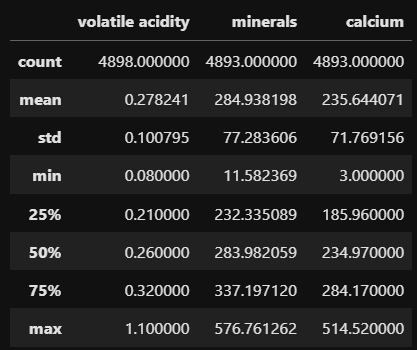 volatile acidity minerals calcium
count 4898.000000 4893.000000 4893.000000
mean 0.278241 284.938198 235.644071
std 0.100795 77.283606 71.769156
min 0.080000 11.582369 3.000000
25% 0.210000 232.335089 185.960000
50% 0.260000 283.982059 234.970000
75% 0.320000 337.197120 284.170000
max 1.100000 576.761262 514.520000